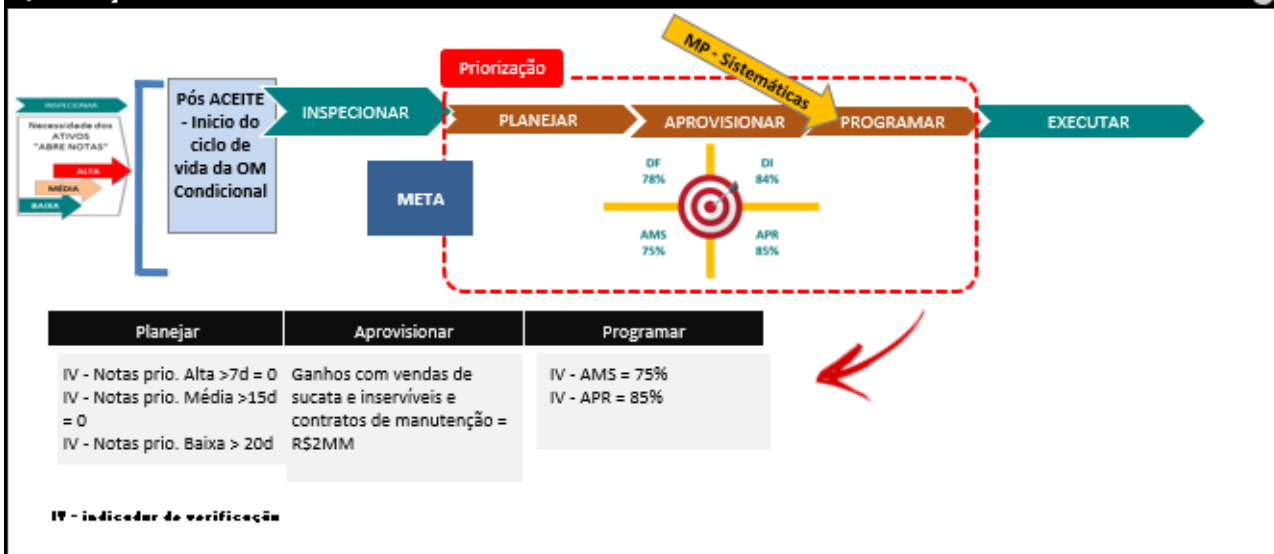 Priorização
MP - Sistemáticas
INSPECIONAR
Necessidade dos
ATIVOS
"ABRE NOTAS"
ALTA
MÉDIA
BAIXA
Pós ACEITE
- Inicio do
ciclo de
vida da OM
Condicional
INSPECIONAR
PLANEJAR
APROVISIONAR
PROGRAMAR
EXECUTAR
META
DF
78%
DI
84%
AMS
75%
APR
85%
Planejar
Aprovisionar
Programar
IV - Notas prio. Alta >7d = 0
IV - Notas prio. Média >15d
= 0
IV - Notas prio. Baixa > 20d
Ganhos com vendas de
sucata e inservíveis e
contratos de manutenção =
R$2MM
IV - AMS = 75%
IV - APR = 85%
IV - indicador de verificação